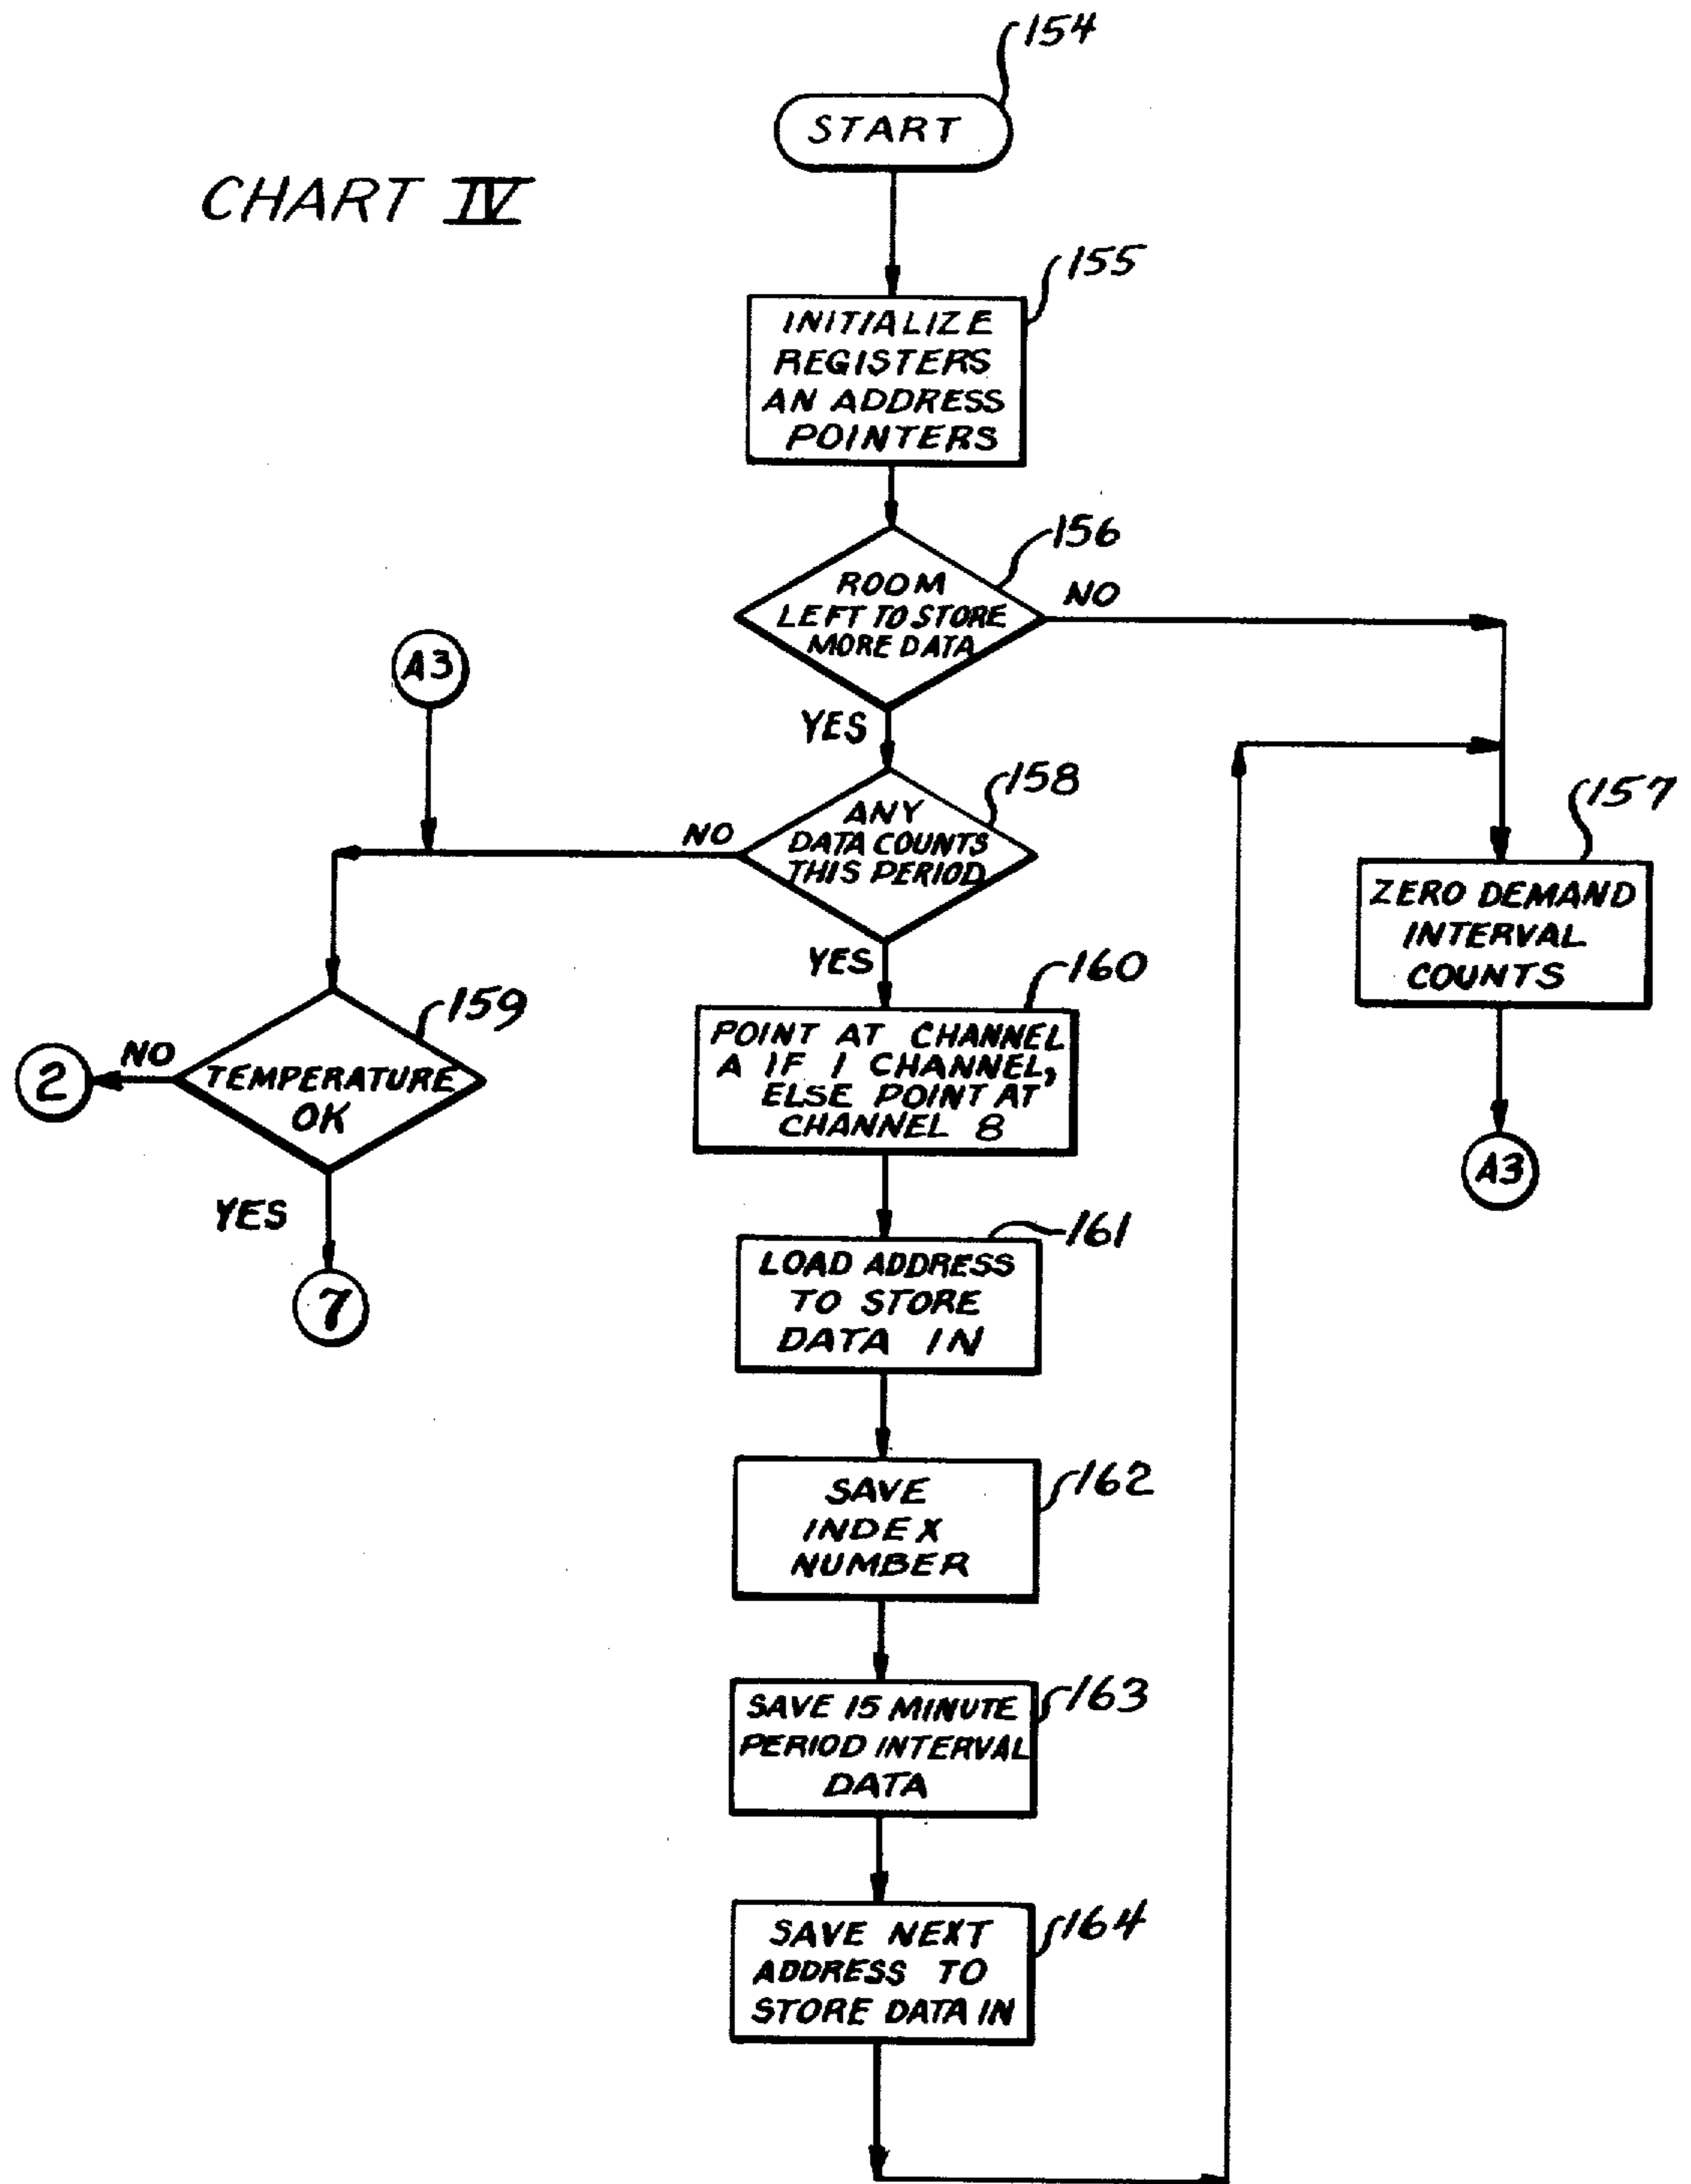 154
START
CHART IV
155
INITIALIZE
REGISTERS
AN ADDRESS
POINTERS
156
ROOM
LEFT TO STORE
MORE DATA
NO
A3
YES
158
ANY
DATA COUNTS
THIS PERIOD
NO
157
ZERO DEMAND
INTERVAL
COUNTS
YES
160
159
POINT AT CHANNEL
A IF 1 CHANNEL,
ELSE POINT AT
CHANNEL 8
2
NO
TEMPERATURE
OK
A3
YES
161
LOAD ADDRESS
TO STORE
DATA IN
7
162
SAVE
INDEX
NUMBER
163
SAVE 15 MINUTE
PERIOD INTERVAL
DATA
164
SAVE NEXT
ADDRESS TO
STORE DATA IN